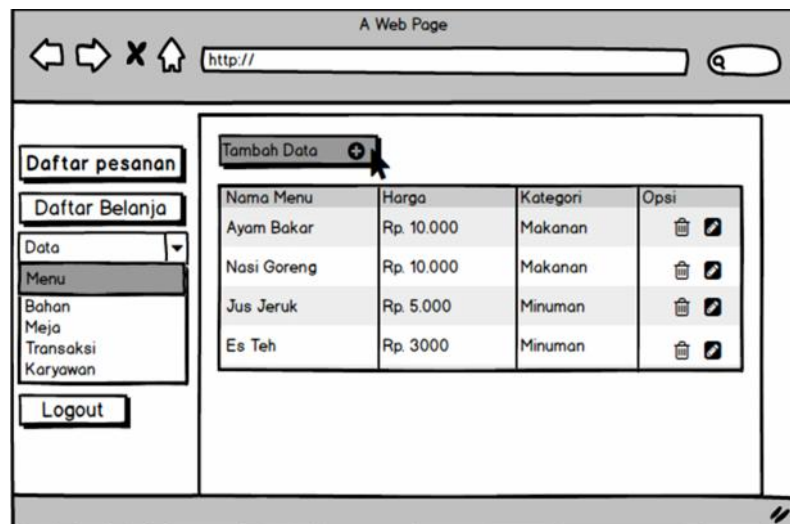 A Web Page
http://
Daftar pesanan
Daftar Belanja
Data
Menu
Bahan
Meja
Transaksi
Karyawan
Logout
Tambah Data
Nama Menu Harga Kategori Opsi
Ayam Bakar Rp. 10.000 Makanan
Nasi Goreng Rp. 10.000 Makanan
Jus Jeruk Rp. 5.000 Minuman
Es Teh Rp. 3000 Minuman